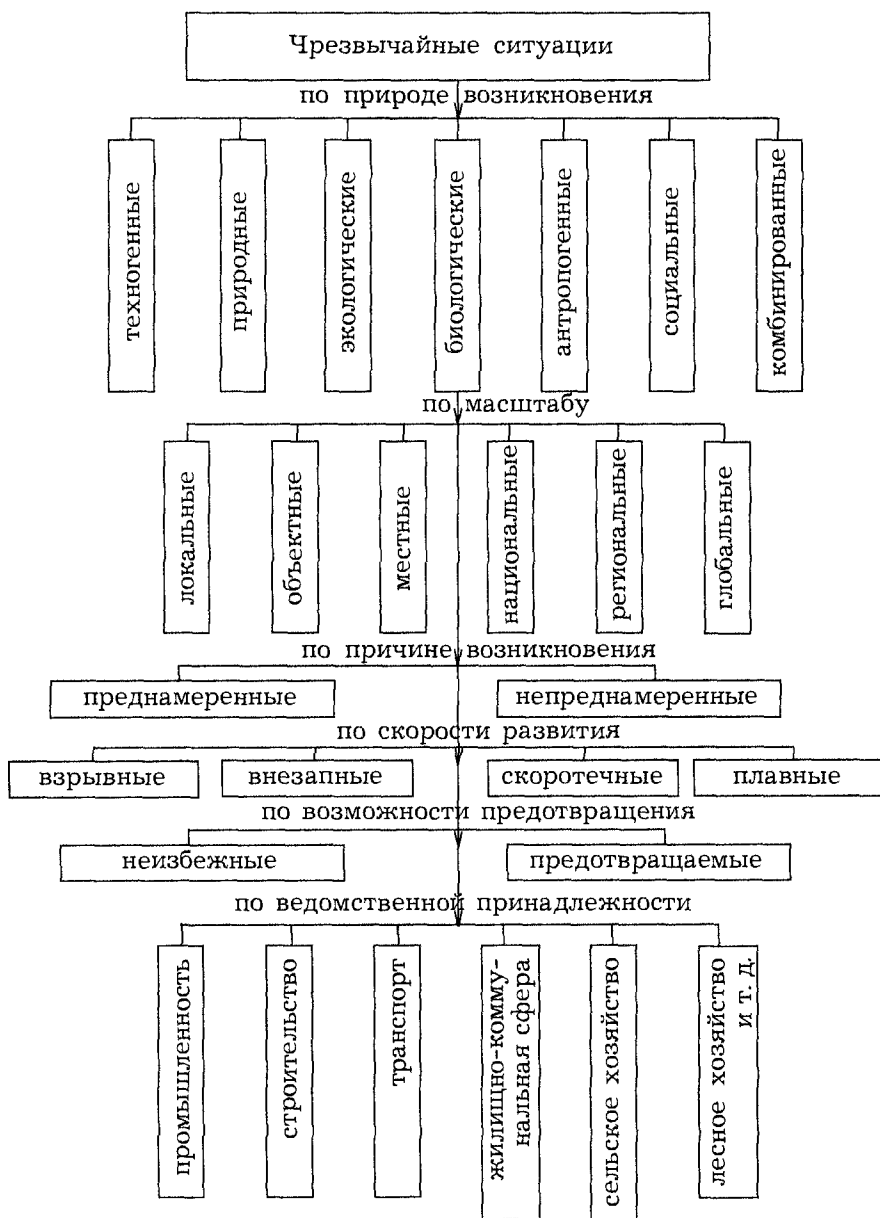 Чрезвычайные ситуации
по природе возникновения
техногенные
природные
экологические
биологические
антропогенные
социальные
комбинированные
по масштабу
локальные
объектные
местные
национальные
региональные
глобальные
по причине возникновения
преднамеренные
непреднамеренные
по скорости развития
взрывные
внезапные
скоротечные
плавные
по возможности предотвращения
неизбежные
предотвращаемые
по ведомственной принадлежности
промышленность
строительство
транспорт
жилищно-комму-
нальная сфера
сельское хозяйство
лесное хозяйство
и т. д.